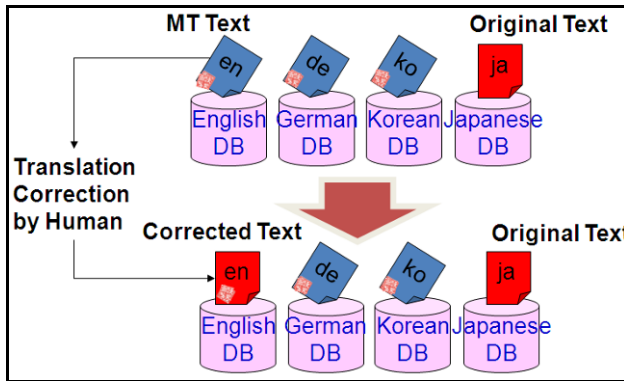 MT Text
Original Text
en
de
ko
ja
English
DB
German
DB
Korean
DB
Japanese
DB
Translation
Correction
by Human
Corrected Text
Original Text
en
de
ko
ja
English
DB
German
DB
Korean
DB
Japanese
DB